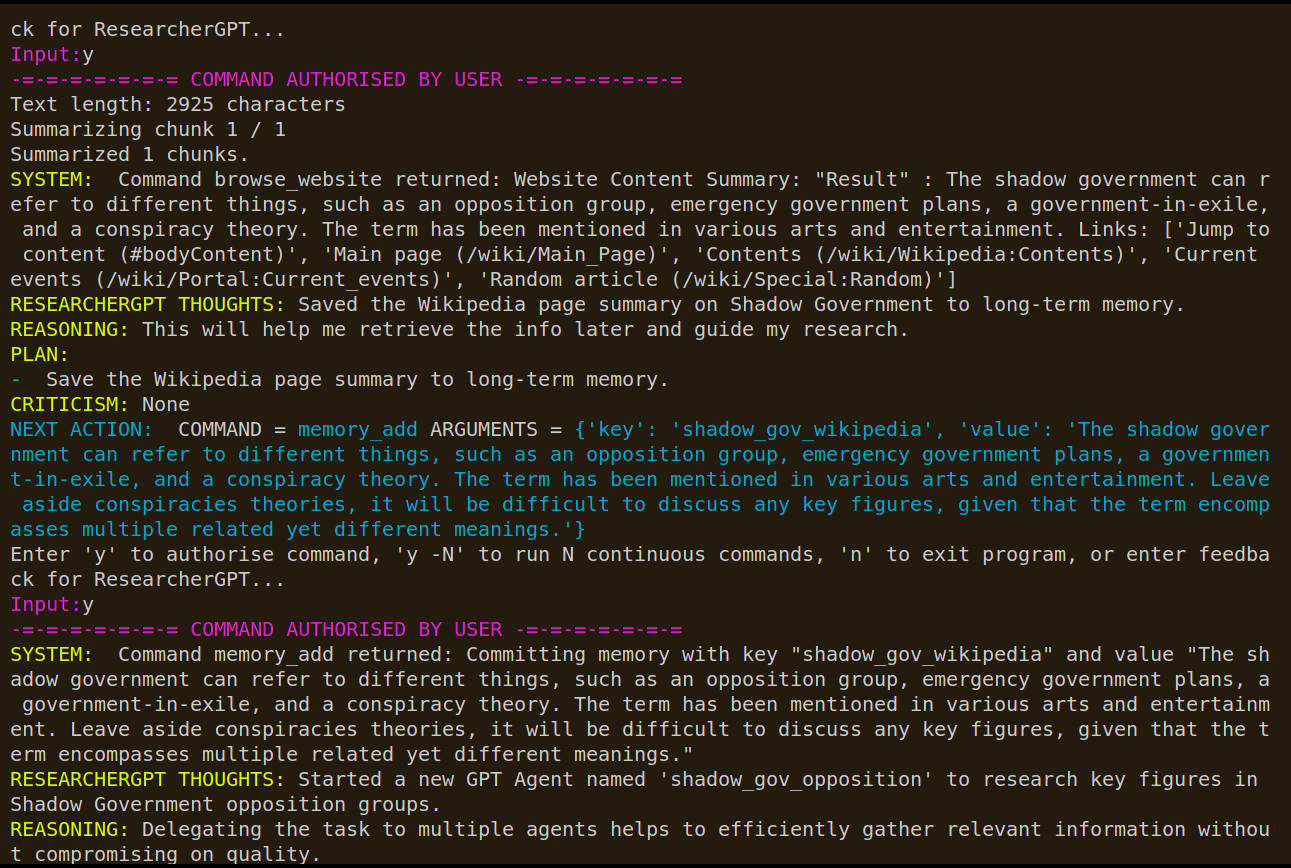 ck for ResearcherGPT...
Input:y
-=-=-=-=-=-=-= COMMAND AUTHORISED BY USER -=-=-=-=-=-=-=
Text length: 2925 characters
Summarizing chunk 1 / 1
Summarized 1 chunks.
SYSTEM:  Command browse_website returned: Website Content Summary: "Result" : The shadow government can r
efer to different things, such as an opposition group, emergency government plans, a government-in-exile,
 and a conspiracy theory. The term has been mentioned in various arts and entertainment. Links: ['Jump to
 content (#bodyContent)', 'Main page (/wiki/Main_Page)', 'Contents (/wiki/Wikipedia:Contents)', 'Current
events (/wiki/Portal:Current_events)', 'Random article (/wiki/Special:Random)']
RESEARCHERGPT THOUGHTS: Saved the Wikipedia page summary on Shadow Government to long-term memory.
REASONING: This will help me retrieve the info later and guide my research.
PLAN:
-  Save the Wikipedia page summary to long-term memory.
CRITICISM: None
NEXT ACTION:  COMMAND = memory_add ARGUMENTS = {'key': 'shadow_gov_wikipedia', 'value': 'The shadow gover
nment can refer to different things, such as an opposition group, emergency government plans, a governmen
t-in-exile, and a conspiracy theory. The term has been mentioned in various arts and entertainment. Leave
 aside conspiracies theories, it will be difficult to discuss any key figures, given that the term encomp
asses multiple related yet different meanings.'}
Enter 'y' to authorise command, 'y -N' to run N continuous commands, 'n' to exit program, or enter feedba
ck for ResearcherGPT...
Input:y
-=-=-=-=-=-=-= COMMAND AUTHORISED BY USER -=-=-=-=-=-=-=
SYSTEM:  Command memory_add returned: Committing memory with key "shadow_gov_wikipedia" and value "The sh
adow government can refer to different things, such as an opposition group, emergency government plans, a
 government-in-exile, and a conspiracy theory. The term has been mentioned in various arts and entertainm
ent. Leave aside conspiracies theories, it will be difficult to discuss any key figures, given that the t
erm encompasses multiple related yet different meanings."
RESEARCHERGPT THOUGHTS: Started a new GPT Agent named 'shadow_gov_opposition' to research key figures in
Shadow Government opposition groups.
REASONING: Delegating the task to multiple agents helps to efficiently gather relevant information withou
t compromising on quality.